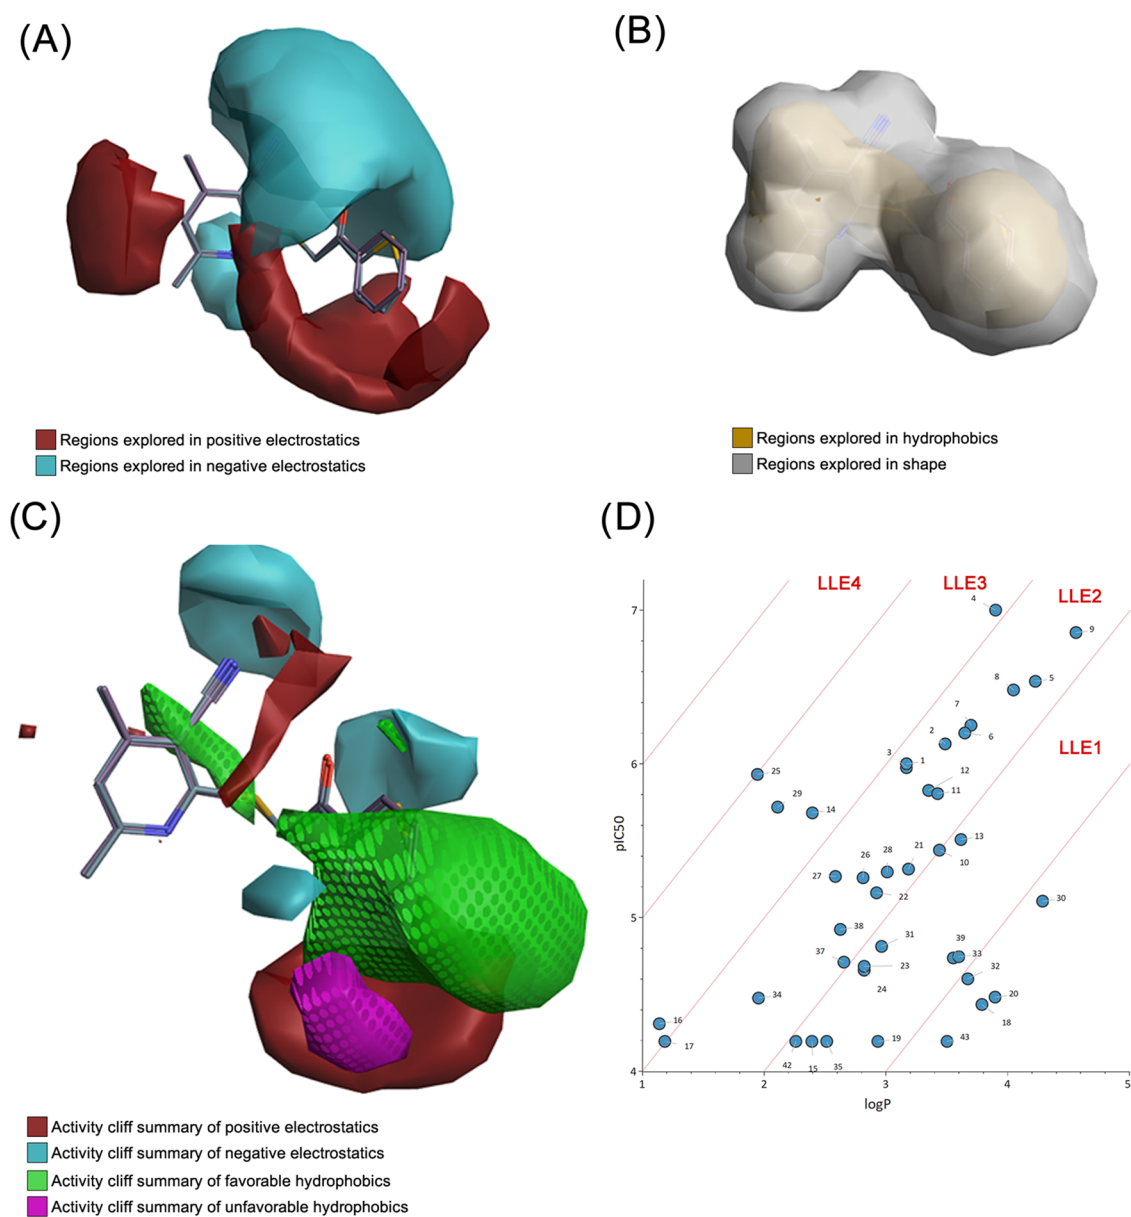 (A)
(B)
Regions explored in positive electrostatics
Regions explored in negative electrostatics
Regions explored in hydrophobics
Regions explored in shape
(C)
(D)
LLE4
LLE3
LLE2
LLE1
pIC50
7
6
5
4
4
9
8
5
7
2
6
3
1
12
11
25
29
14
13
10
26
28
21
27
22
30
38
31
39
33
37
23
32
24
34
20
18
16
17
42
15
35
19
43
1
2
3
4
5
logP
Activity cliff summary of positive electrostatics
Activity cliff summary of negative electrostatics
Activity cliff summary of favorable hydrophobics
Activity cliff summary of unfavorable hydrophobics